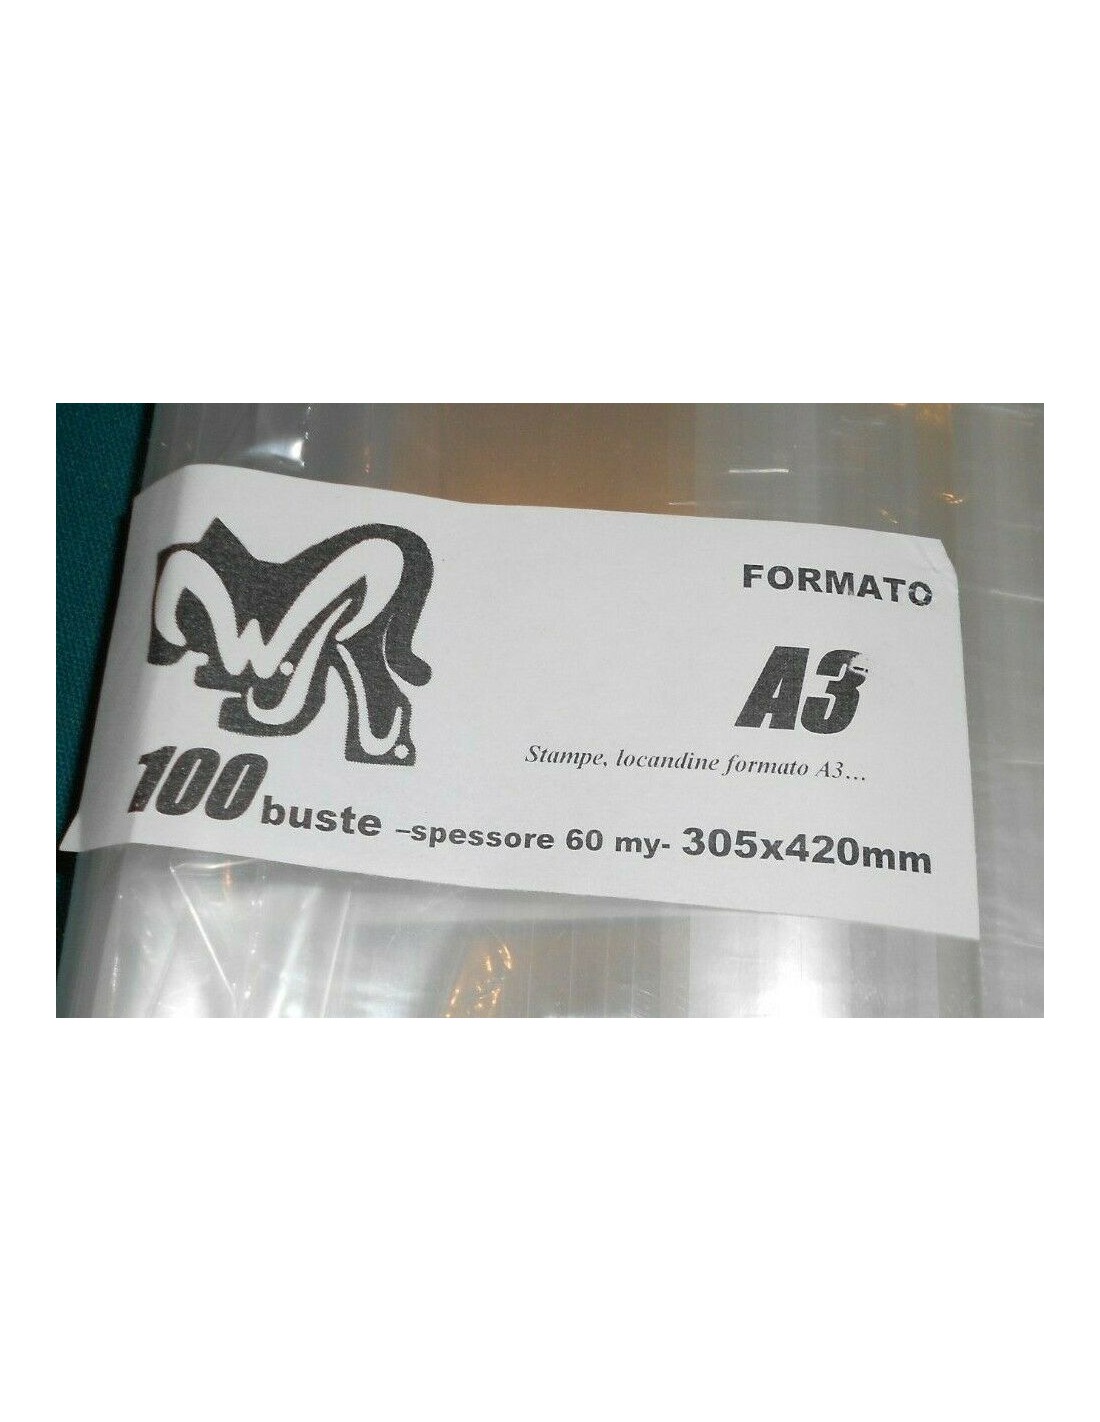 FORMATO
A3
Stampe, locandine formato A3...
100 buste –spessore 60 my- 305x420mm